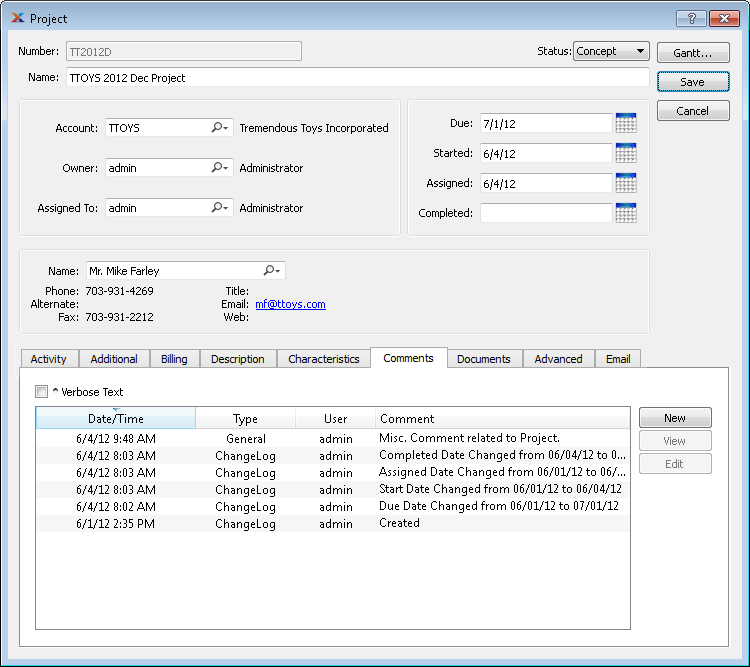 Project
Number: TT2012D Status: Concept Gantt...
Name: TTOYS 2012 Dec Project Save
Cancel
Account: TTOYS Tremendous Toys Incorporated
Owner: admin Administrator
Assigned To: admin Administrator
Due: 7/1/12
Started: 6/4/12
Assigned: 6/4/12
Completed:
Name: Mr. Mike Farley
Phone: 703-931-4269 Title:
Alternate: Email: mf@ttoys.com
Fax: 703-931-2212 Web:
Activity Additional Billing Description Characteristics Comments Documents Advanced Email
^ Verbose Text
Date/Time Type User Comment New
6/4/12 9:48 AM General admin Misc. Comment related to Project. View
6/4/12 8:03 AM ChangeLog admin Completed Date Changed from 06/04/12 to 0... Edit
6/4/12 8:03 AM ChangeLog admin Assigned Date Changed from 06/01/12 to 06/...
6/4/12 8:03 AM ChangeLog admin Start Date Changed from 06/01/12 to 06/04/12
6/4/12 8:02 AM ChangeLog admin Due Date Changed from 06/01/12 to 07/01/12
6/1/12 2:35 PM ChangeLog admin Created